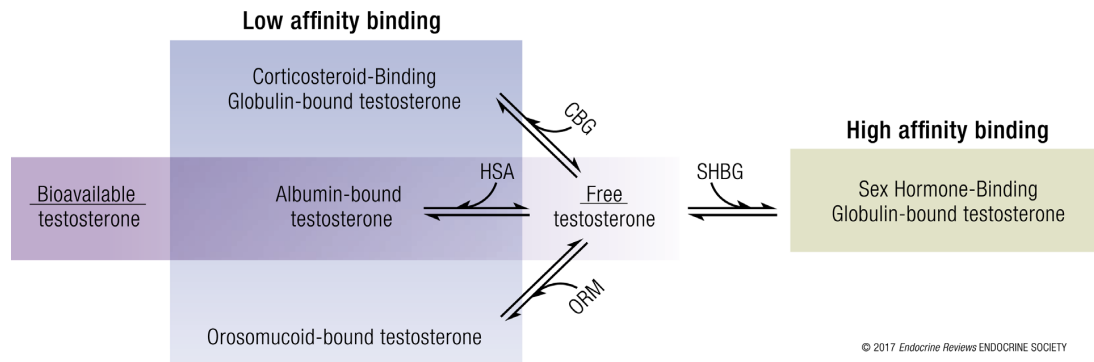 Low affinity binding
Corticosteroid-Binding
Globulin-bound testosterone
CBG
High affinity binding
Bioavailable
testosterone
Albumin-bound
testosterone
HSA
Free
testosterone
SHBG
Sex Hormone-Binding
Globulin-bound testosterone
ORM
Orosomucoid-bound testosterone
© 2017 Endocrine Reviews ENDOCRINE SOCIETY